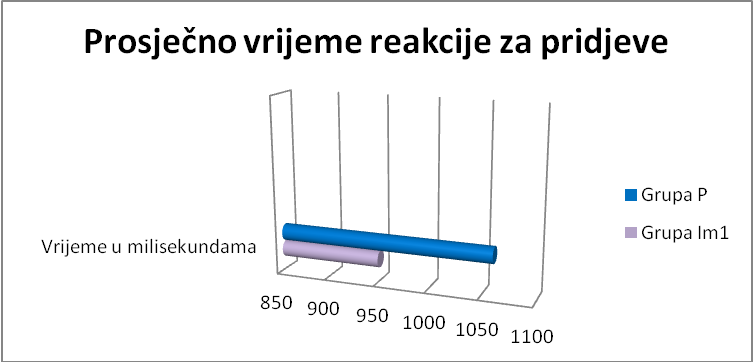 Prosječno vrijeme reakcije za pridjeve
Grupa P
Grupa Im1
Vrijeme u milisekundama
850
900
950
1000
1050
1100